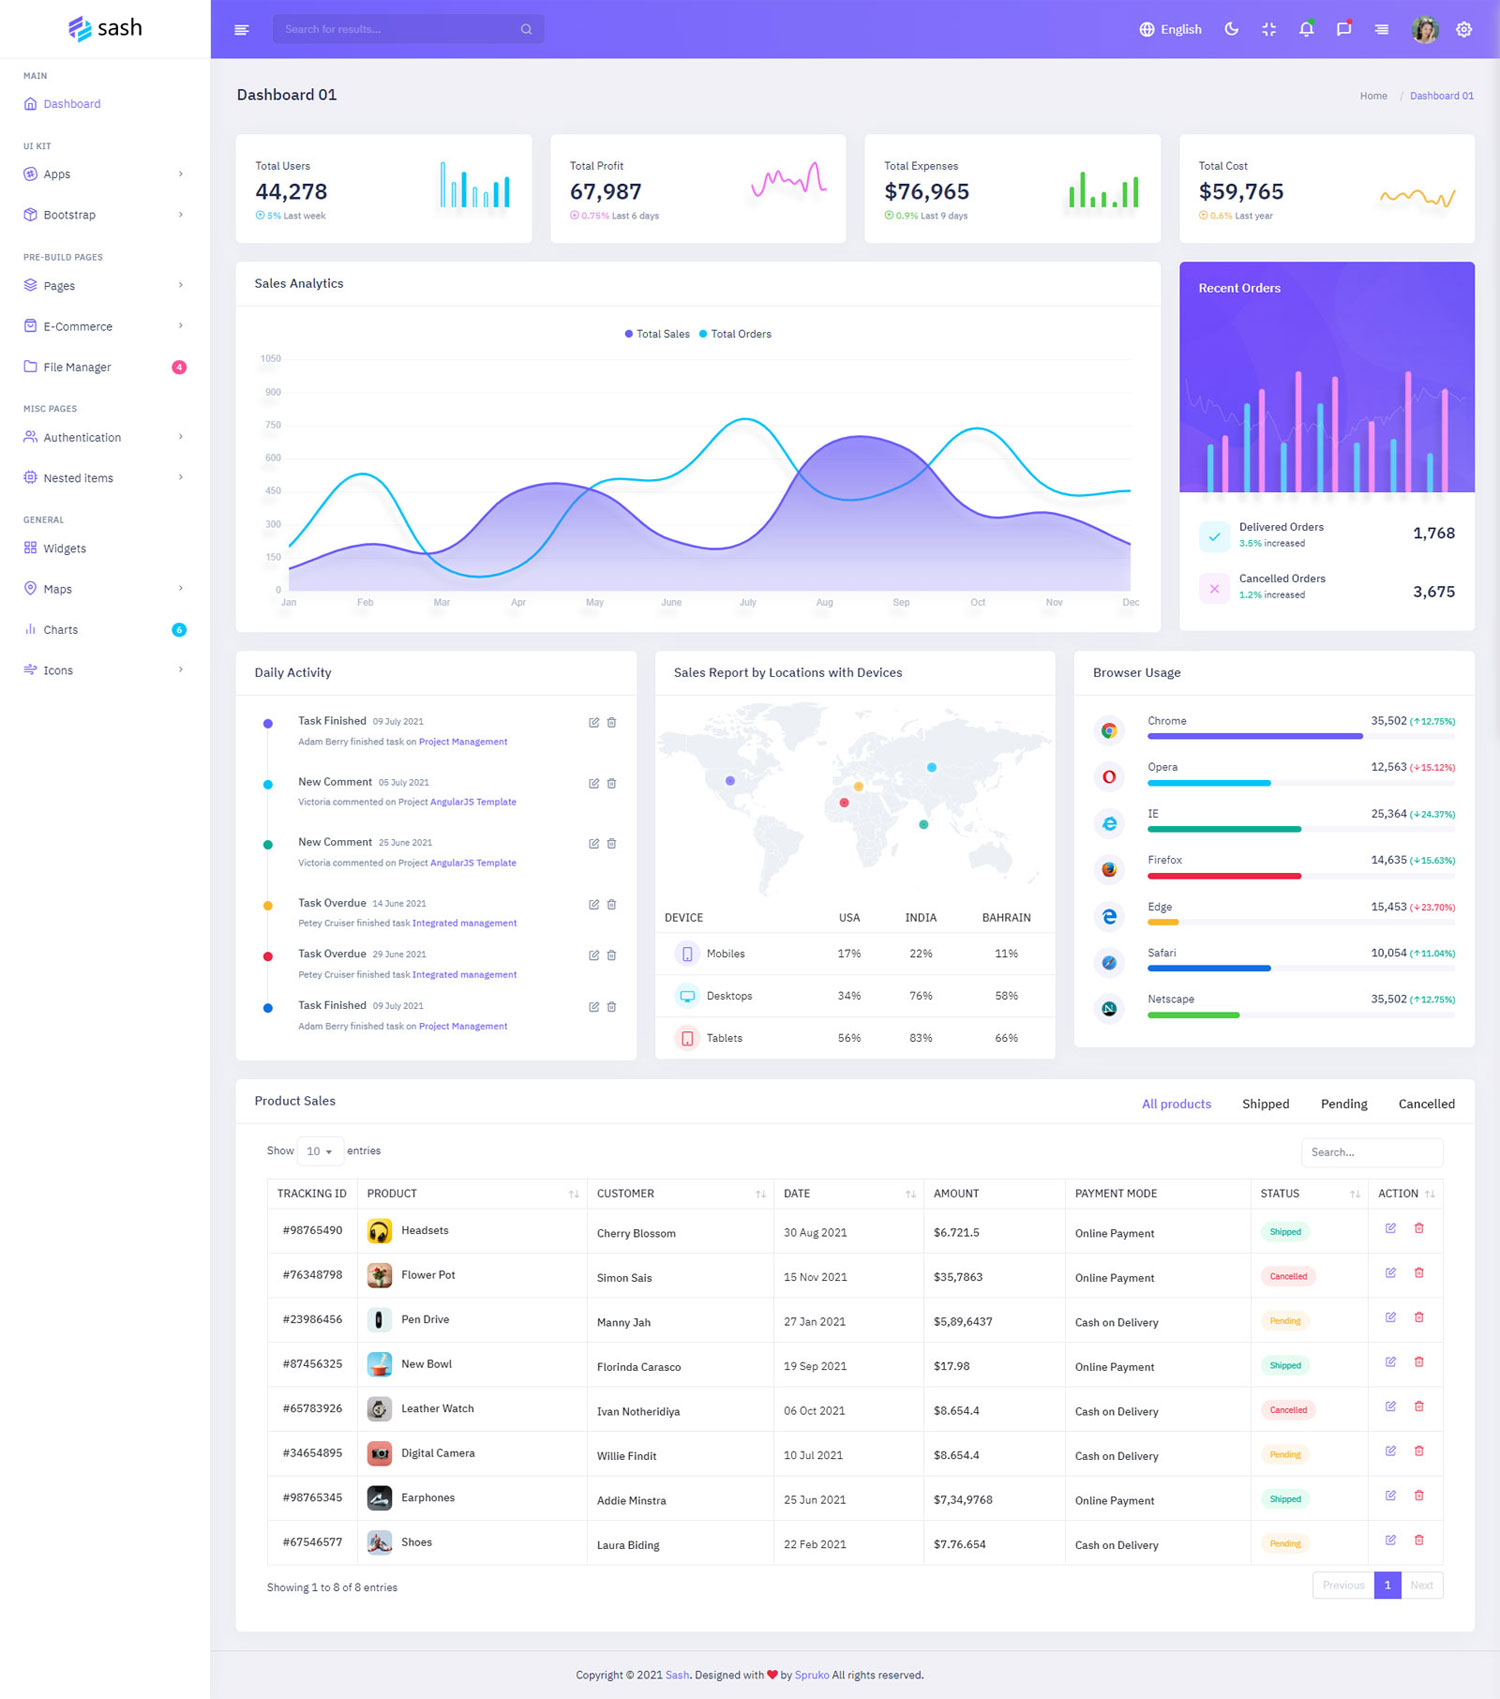 sash
Search for results...
English
MAIN
Dashboard
UI KIT
Apps
Bootstrap
PRE-BUILD PAGES
Pages
E-Commerce
File Manager 4
MISC PAGES
Authentication
Nested items
GENERAL
Widgets
Maps
Charts 6
Icons
Dashboard 01
Home / Dashboard 01
Total Users
44,278
5% Last week
Total Profit
67,987
0.75% Last 6 days
Total Expenses
$76,965
0.9% Last 9 days
Total Cost
$59,765
0.6% Last year
Sales Analytics
Total Sales Total Orders
1050
900
750
600
450
300
150
0
Jan Feb Mar Apr May June July Aug Sep Oct Nov Dec
Recent Orders
Delivered Orders 1,768
3.5% increased
Cancelled Orders 3,675
1.2% increased
Daily Activity
Task Finished 09 July 2021
Adam Berry finished task on Project Management
New Comment 05 July 2021
Victoria commented on Project AngularJS Template
New Comment 25 June 2021
Victoria commented on Project AngularJS Template
Task Overdue 14 June 2021
Petey Cruiser finished task Integrated management
Task Overdue 29 June 2021
Petey Cruiser finished task Integrated management
Task Finished 09 July 2021
Adam Berry finished task on Project Management
Sales Report by Locations with Devices
DEVICE USA INDIA BAHRAIN
Mobiles 17% 22% 11%
Desktops 34% 76% 58%
Tablets 56% 83% 66%
Browser Usage
Chrome 35,502 (↑12.75%)
Opera 12,563 (↓15.12%)
IE 25,364 (↓24.37%)
Firefox 14,635 (↓15.63%)
Edge 15,453 (↓23.70%)
Safari 10,054 (↑11.04%)
Netscape 35,502 (↑12.75%)
Product Sales
All products Shipped Pending Cancelled
Show 10 entries
Search...
TRACKING ID PRODUCT CUSTOMER DATE AMOUNT PAYMENT MODE STATUS ACTION
#98765490 Headsets Cherry Blossom 30 Aug 2021 $6.721.5 Online Payment Shipped
#76348798 Flower Pot Simon Sais 15 Nov 2021 $35,7863 Online Payment Cancelled
#23986456 Pen Drive Manny Jah 27 Jan 2021 $5,89,6437 Cash on Delivery Pending
#87456325 New Bowl Florinda Carasco 19 Sep 2021 $17.98 Online Payment Shipped
#65783926 Leather Watch Ivan Notheridiya 06 Oct 2021 $8.654.4 Cash on Delivery Cancelled
#34654895 Digital Camera Willie Findit 10 Jul 2021 $8.654.4 Cash on Delivery Pending
#98765345 Earphones Addie Minstra 25 Jun 2021 $7,34,9768 Online Payment Shipped
#67546577 Shoes Laura Biding 22 Feb 2021 $7.76.654 Cash on Delivery Pending
Showing 1 to 8 of 8 entries
Previous 1 Next
Copyright © 2021 Sash. Designed with ❤ by Spruko All rights reserved.